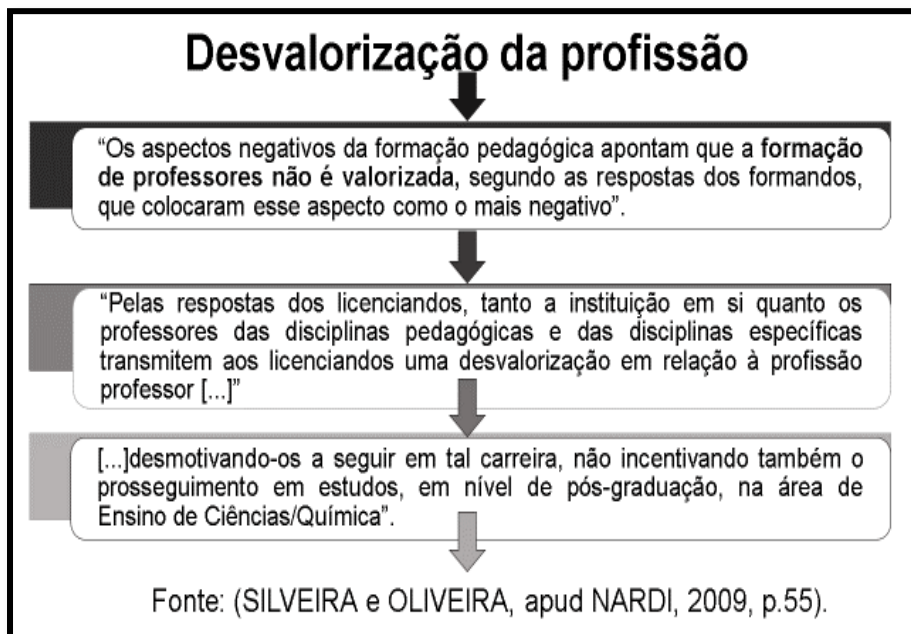 Desvalorização da profissão
“Os aspectos negativos da formação pedagógica apontam que a formação
de professores não é valorizada, segundo as respostas dos formandos,
que colocaram esse aspecto como o mais negativo”.
“Pelas respostas dos licenciandos, tanto a instituição em si quanto os
professores das disciplinas pedagógicas e das disciplinas específicas
transmitem aos licenciandos uma desvalorização em relação à profissão
professor [...]”
[...]desmotivando-os a seguir em tal carreira, não incentivando também o
prosseguimento em estudos, em nível de pós-graduação, na área de
Ensino de Ciências/Química”.
Fonte: (SILVEIRA e OLIVEIRA, apud NARDI, 2009, p.55).